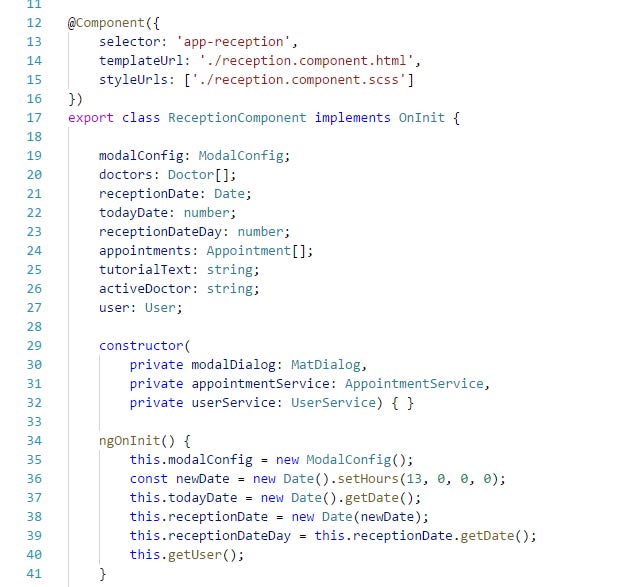 11
12 @Component({
13     selector: 'app-reception',
14     templateUrl: './reception.component.html',
15     styleUrls: ['./reception.component.scss']
16 })
17 export class ReceptionComponent implements OnInit {
18
19     modalConfig: ModalConfig;
20     doctors: Doctor[];
21     receptionDate: Date;
22     todayDate: number;
23     receptionDateDay: number;
24     appointments: Appointment[];
25     tutorialText: string;
26     activeDoctor: string;
27     user: User;
28
29     constructor(
30         private modalDialog: MatDialog,
31         private appointmentService: AppointmentService,
32         private userService: UserService) { }
33
34     ngOnInit() {
35         this.modalConfig = new ModalConfig();
36         const newDate = new Date().setHours(13, 0, 0, 0);
37         this.todayDate = new Date().getDate();
38         this.receptionDate = new Date(newDate);
39         this.receptionDateDay = this.receptionDate.getDate();
40         this.getUser();
41     }